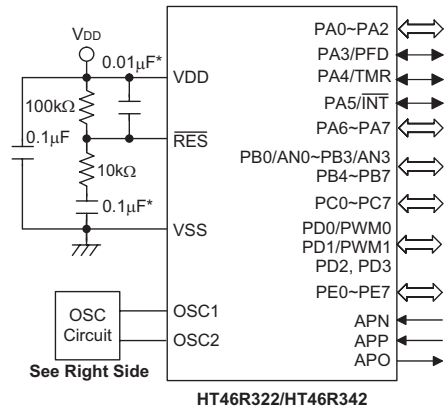 VDD
0.01μF*
VDD
100kΩ
0.1μF
RES
10kΩ
0.1μF*
VSS
OSC
Circuit
OSC1
OSC2
See Right Side
PA0~PA2
PA3/PFD
PA4/TMR
PA5/INT
PA6~PA7
PB0/AN0~PB3/AN3
PB4~PB7
PC0~PC7
PD0/PWM0
PD1/PWM1
PD2, PD3
PE0~PE7
APN
APP
APO
HT46R322/HT46R342